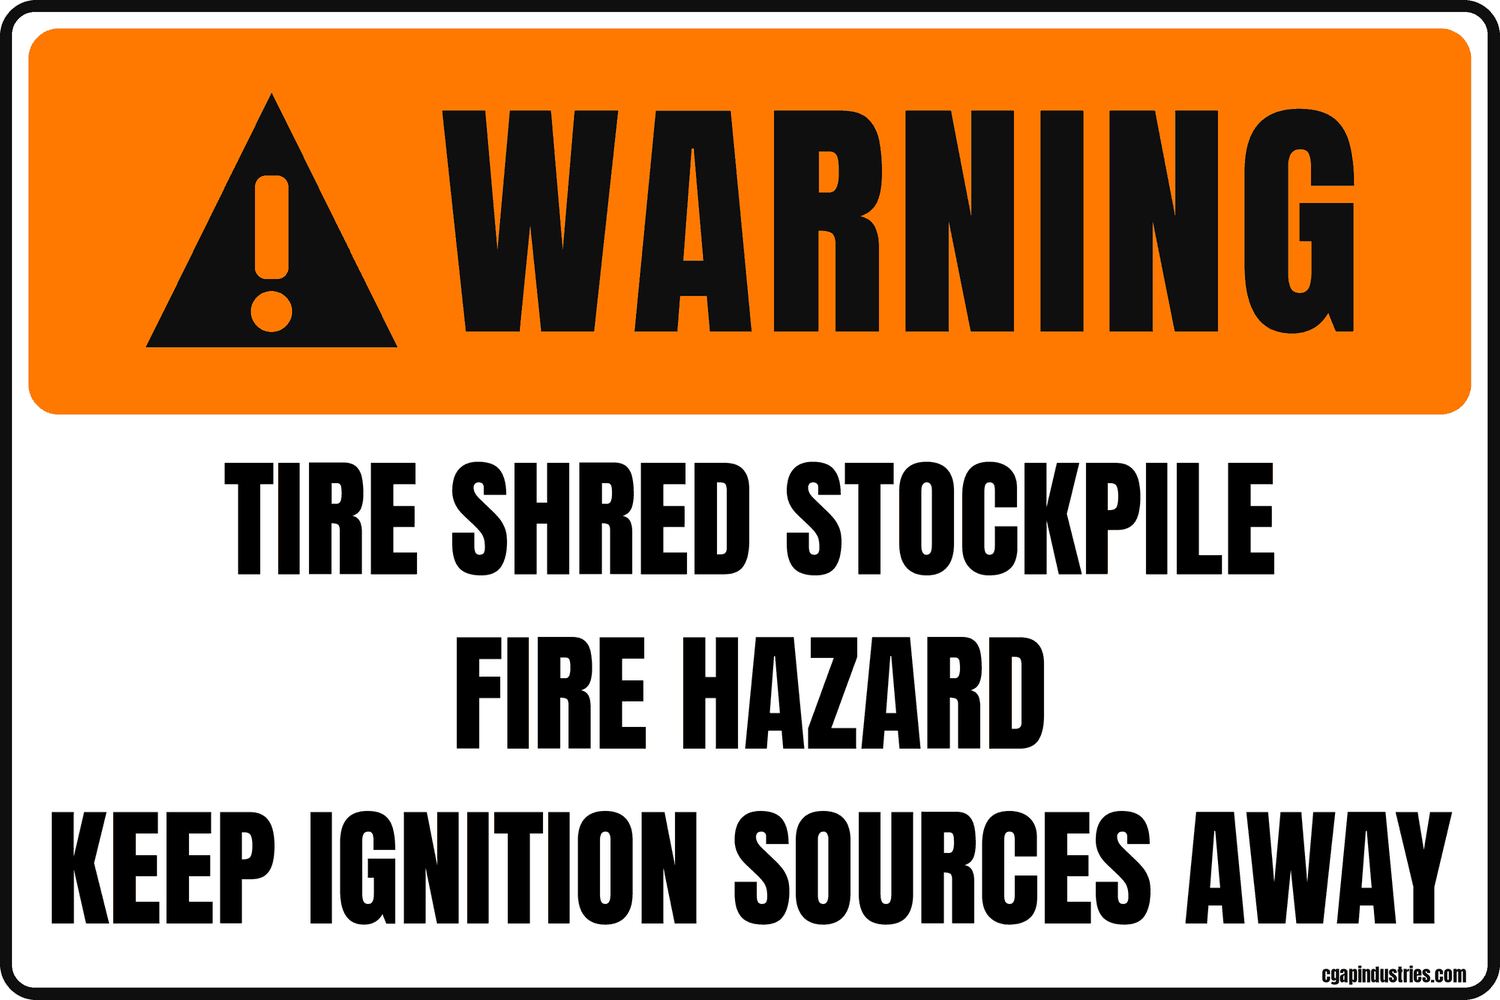 WARNING
TIRE SHRED STOCKPILE
FIRE HAZARD
KEEP IGNITION SOURCES AWAY
cgapindustries.com